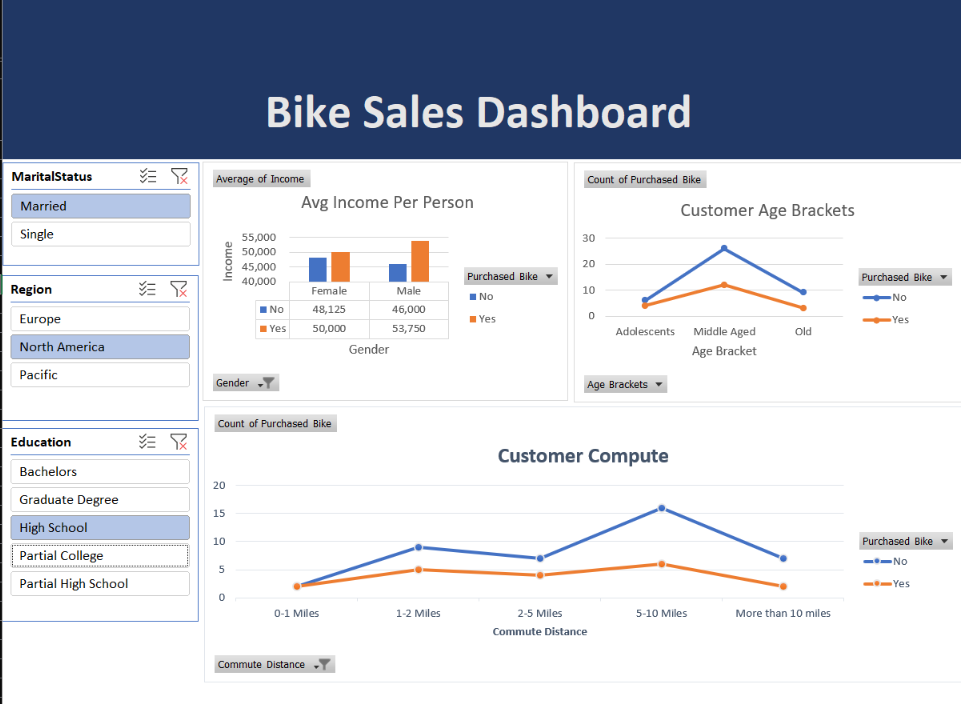 Bike Sales Dashboard
MaritalStatus
Married
Single
Region
Europe
North America
Pacific
Education
Bachelors
Graduate Degree
High School
Partial College
Partial High School
Average of Income
Avg Income Per Person
Income
55,000
50,000
45,000
40,000
Female Male
No 48,125 46,000
Yes 50,000 53,750
Gender
Purchased Bike
No
Yes
Gender
Count of Purchased Bike
Customer Age Brackets
30
20
10
0
Adolescents Middle Aged Old
Age Bracket
Purchased Bike
No
Yes
Age Brackets
Count of Purchased Bike
Customer Compute
20
15
10
5
0
0-1 Miles 1-2 Miles 2-5 Miles 5-10 Miles More than 10 miles
Commute Distance
Purchased Bike
No
Yes
Commute Distance